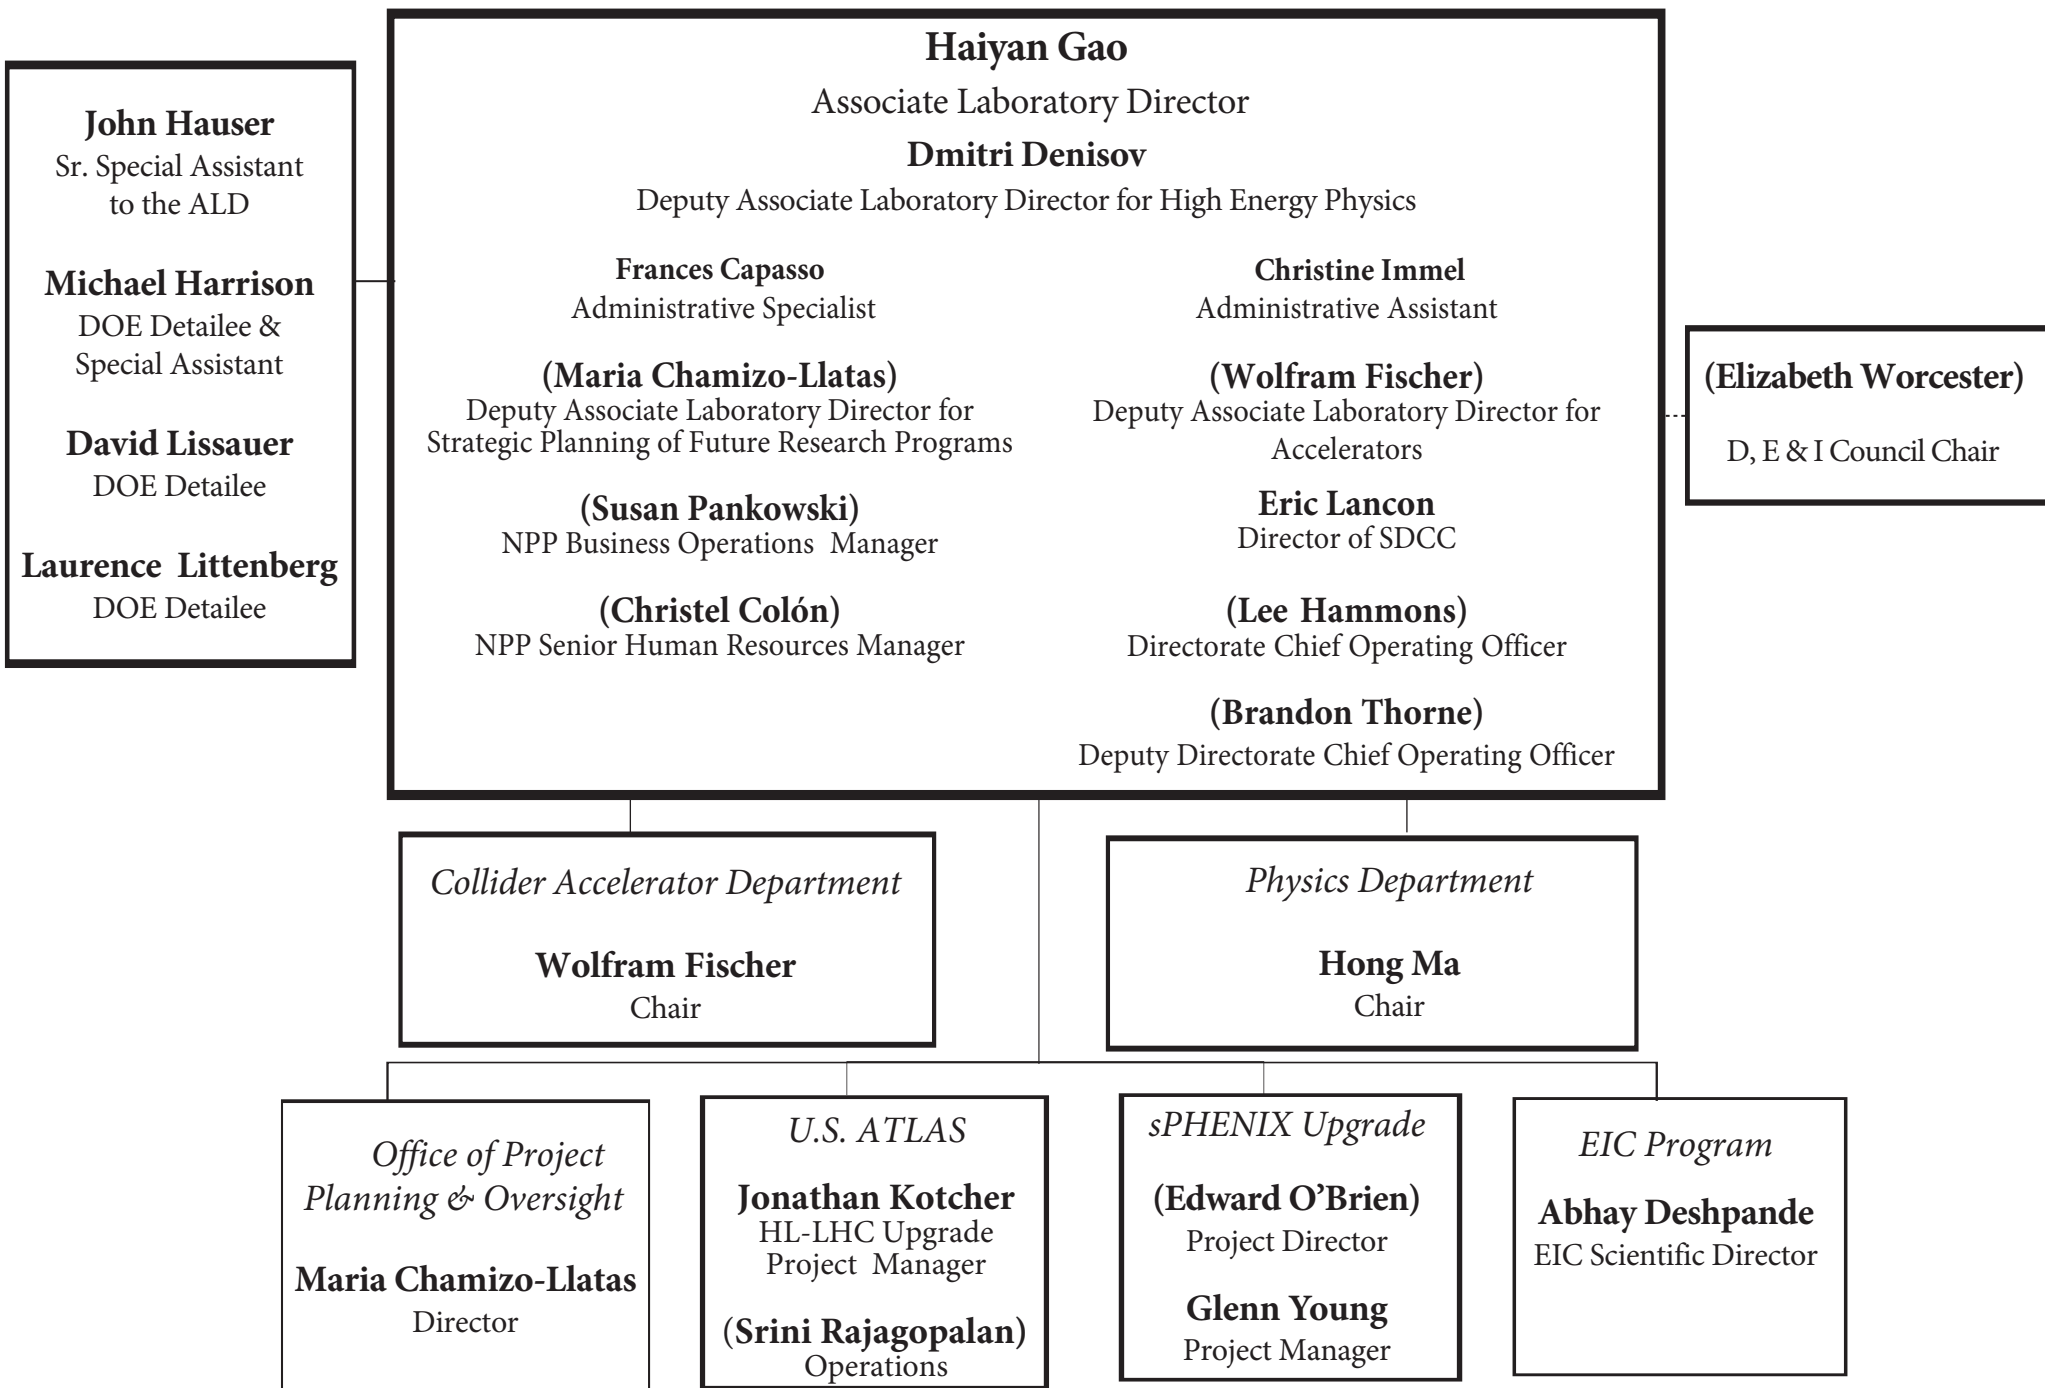 Haiyan Gao
Associate Laboratory Director
Dmitri Denisov
Deputy Associate Laboratory Director for High Energy Physics
John Hauser
Sr. Special Assistant
to the ALD
Michael Harrison
DOE Detailee &
Special Assistant
David Lissauer
DOE Detailee
Laurence Littenberg
DOE Detailee
Frances Capasso
Administrative Specialist
(Maria Chamizo-Llatas)
Deputy Associate Laboratory Director for
Strategic Planning of Future Research Programs
(Susan Pankowski)
NPP Business Operations Manager
(Christel Colón)
NPP Senior Human Resources Manager
Christine Immel
Administrative Assistant
(Wolfram Fischer)
Deputy Associate Laboratory Director for
Accelerators
Eric Lancon
Director of SDCC
(Lee Hammons)
Directorate Chief Operating Officer
(Brandon Thorne)
Deputy Directorate Chief Operating Officer
(Elizabeth Worcester)
D, E & I Council Chair
Collider Accelerator Department
Wolfram Fischer
Chair
Physics Department
Hong Ma
Chair
Office of Project
Planning & Oversight
Maria Chamizo-Llatas
Director
U.S. ATLAS
Jonathan Kotcher
HL-LHC Upgrade
Project Manager
(Srini Rajagopalan)
Operations
sPHENIX Upgrade
(Edward O’Brien)
Project Director
Glenn Young
Project Manager
EIC Program
Abhay Deshpande
EIC Scientific Director